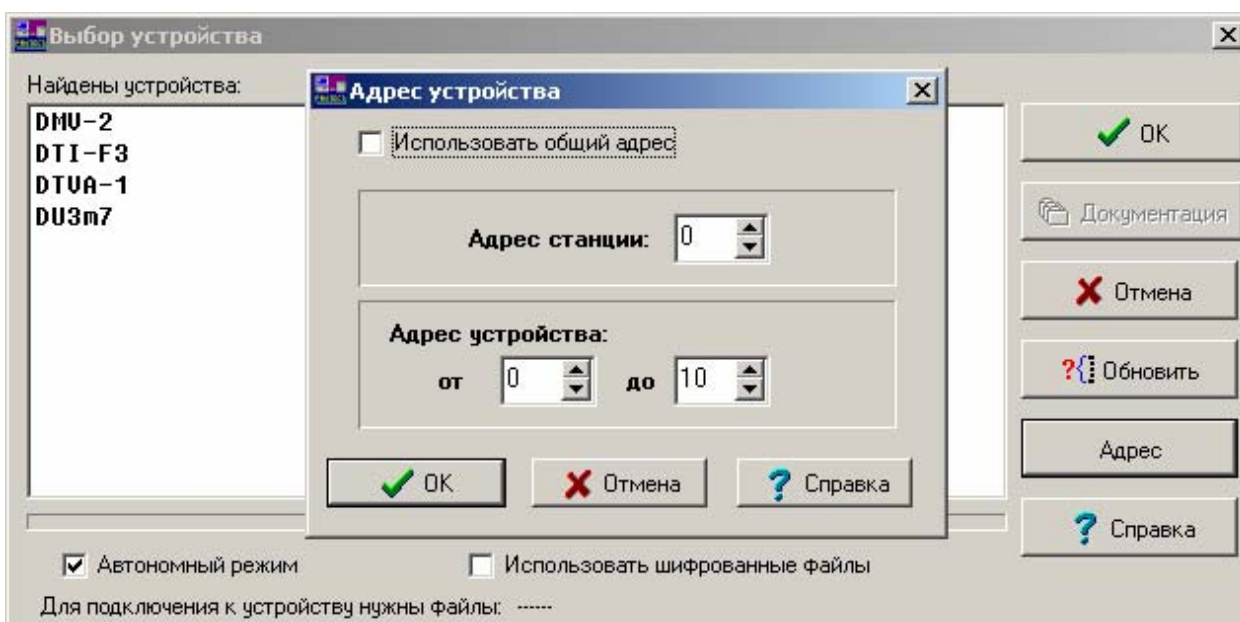 Выбор устройства
Найдены устройства:
DMV-2
DTI-F3
DTVA-1
DU3m7
Адрес устройства
Использовать общий адрес
Адрес станции: 0
Адрес устройства:
от 0 до 10
OK
Отмена
Справка
OK
Документация
Отмена
?{ Обновить
Адрес
Справка
Автономный режим
Использовать шифрованные файлы
Для подключения к устройству нужны файлы: ------